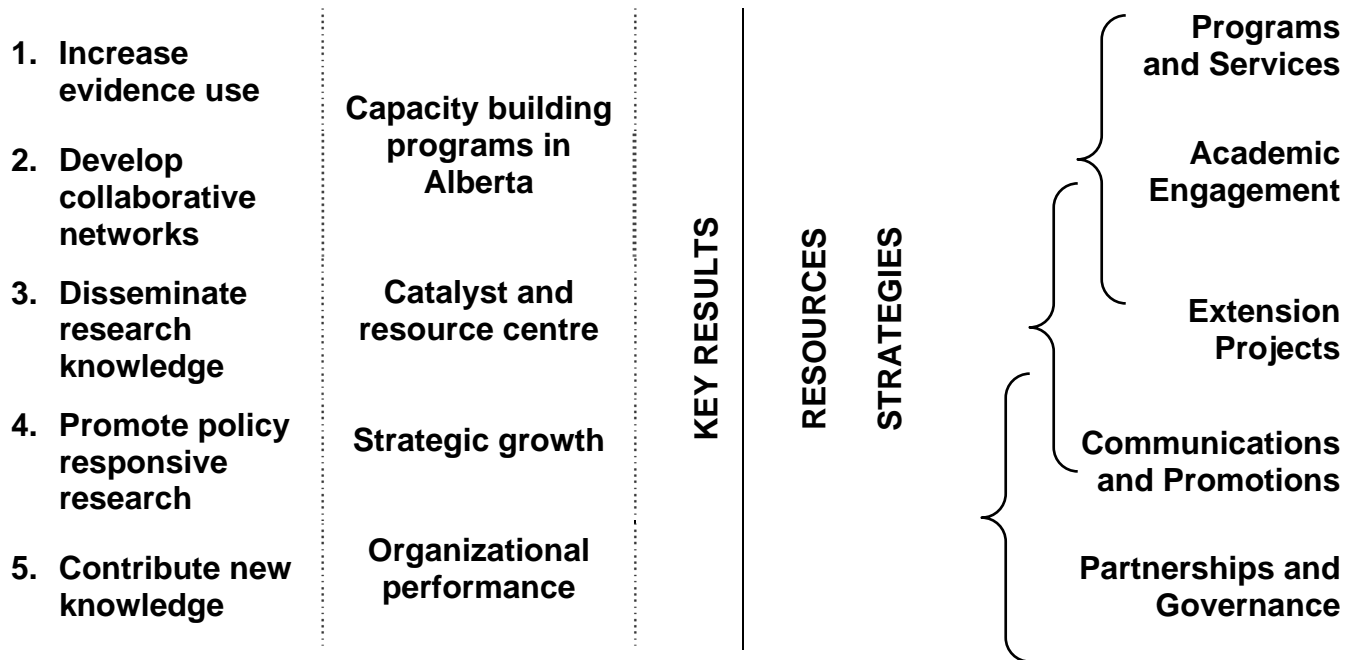 1. Increase
evidence use
2. Develop
collaborative
networks
3. Disseminate
research
knowledge
4. Promote policy
responsive
research
5. Contribute new
knowledge
Capacity building
programs in
Alberta
Catalyst and
resource centre
Strategic growth
Organizational
performance
KEY RESULTS
RESOURCES
STRATEGIES
Programs
and Services
Academic
Engagement
Extension
Projects
Communications
and Promotions
Partnerships and
Governance